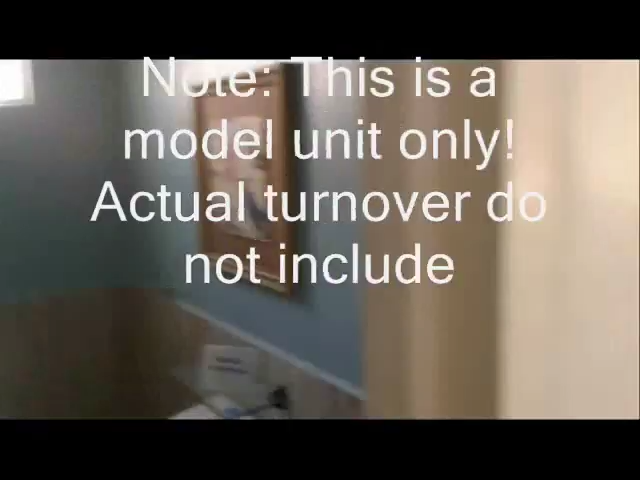 Note: This is a
model unit only!
Actual turnover do
not include